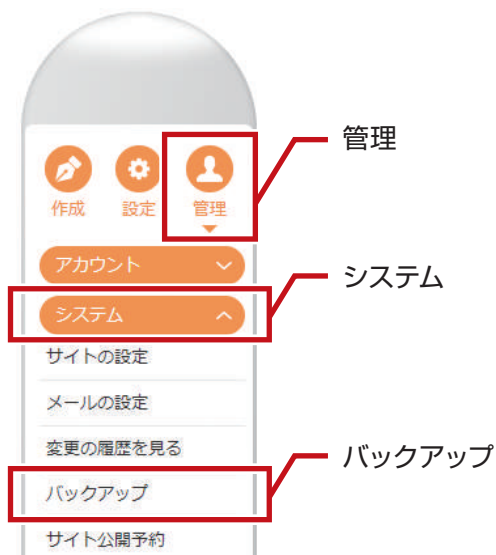 管理
作成 設定 管理
アカウント
システム
システム
サイトの設定
メールの設定
変更の履歴を見る
バックアップ
バックアップ
サイト公開予約